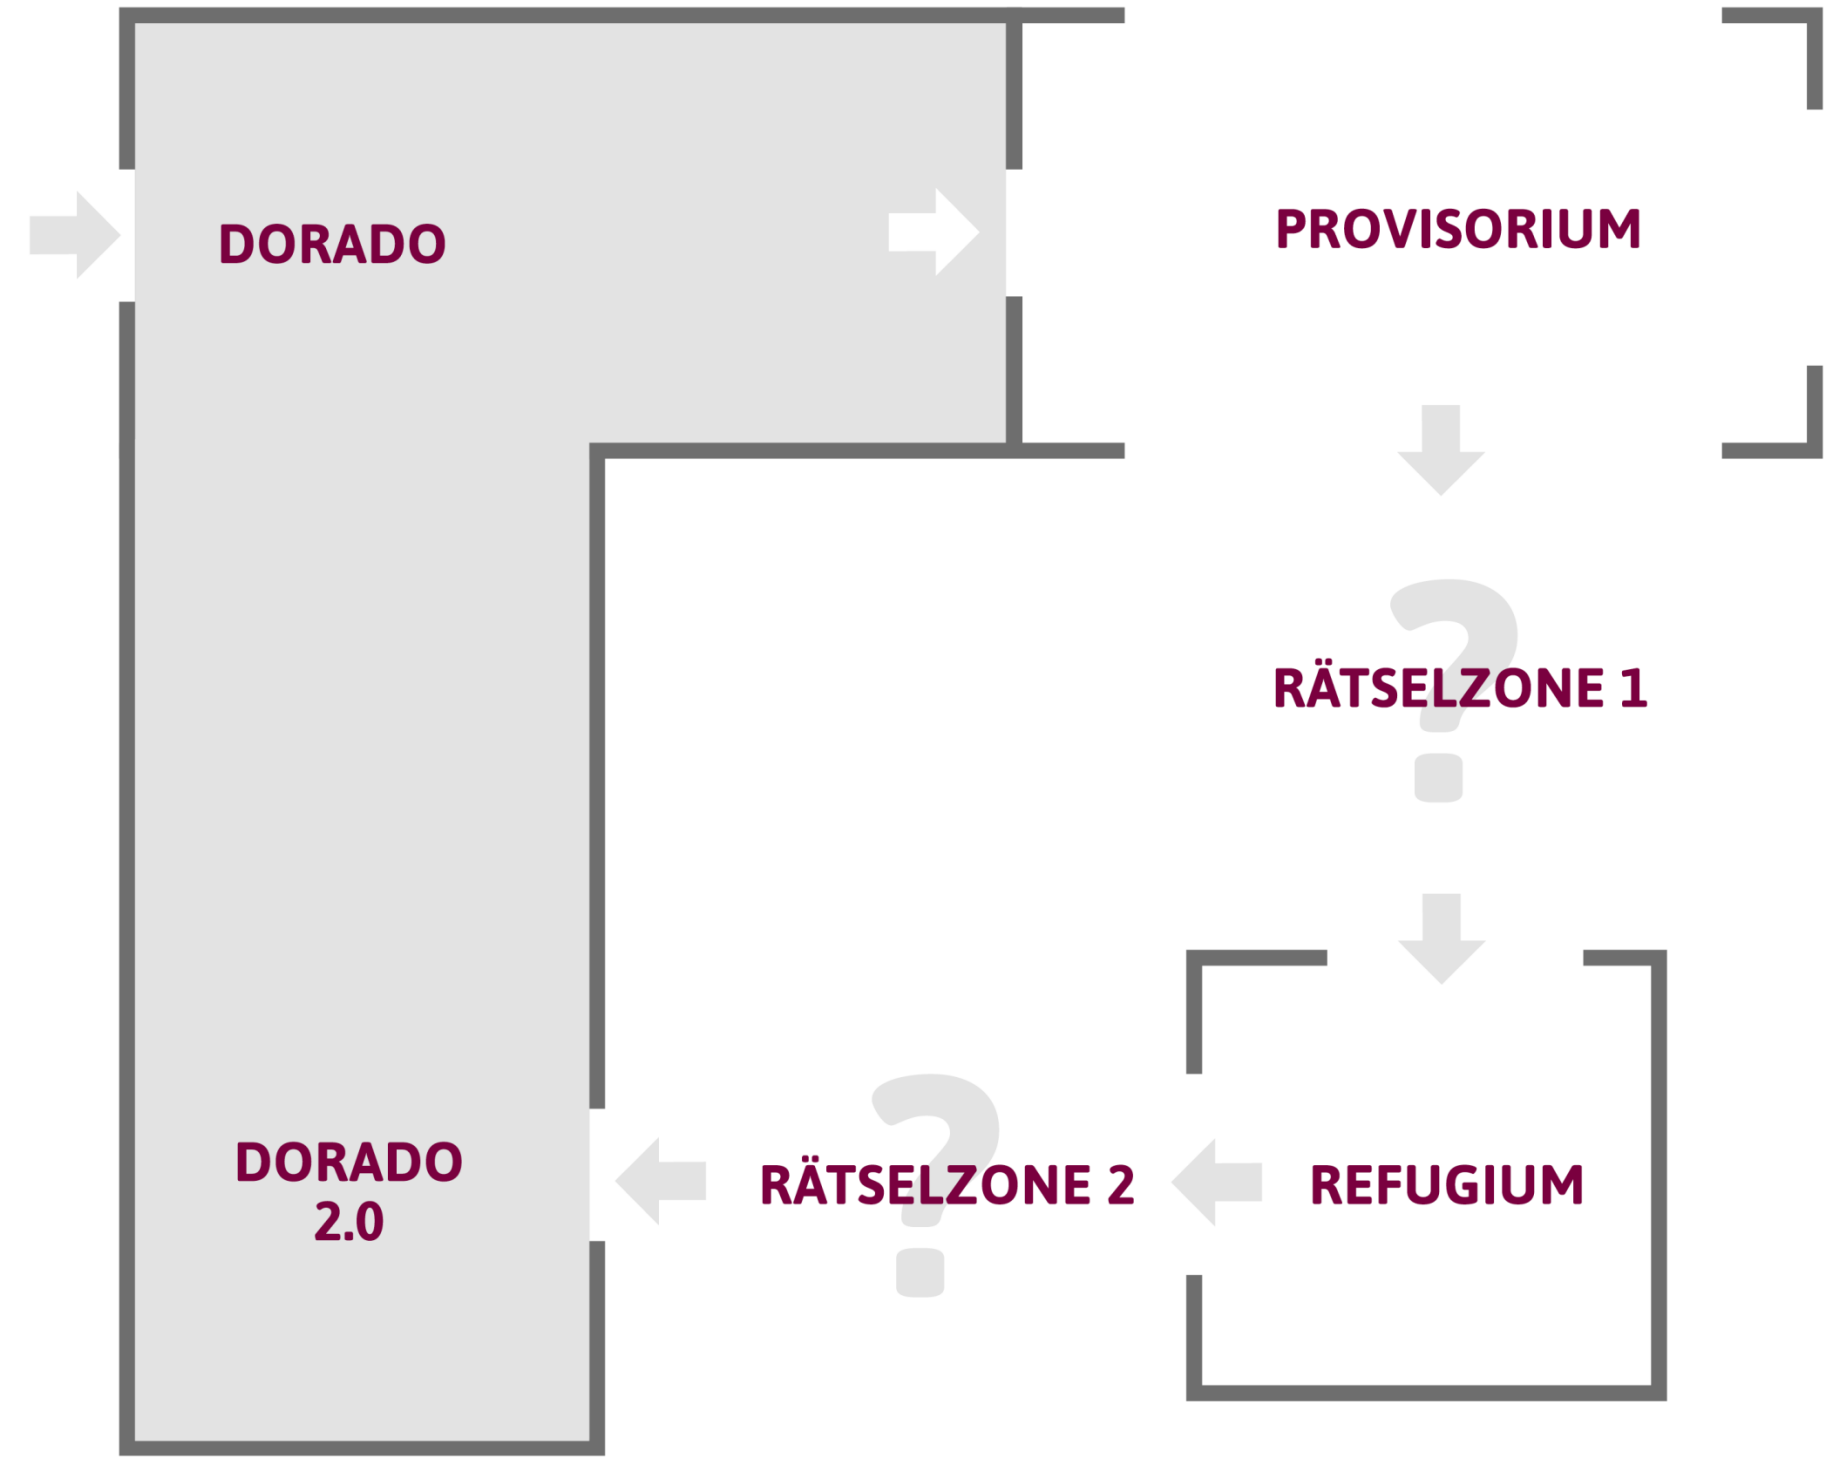 DORADO
PROVISORIUM
?
RÄTSELZONE 1
REFUGIUM
?
RÄTSELZONE 2
DORADO
2.0